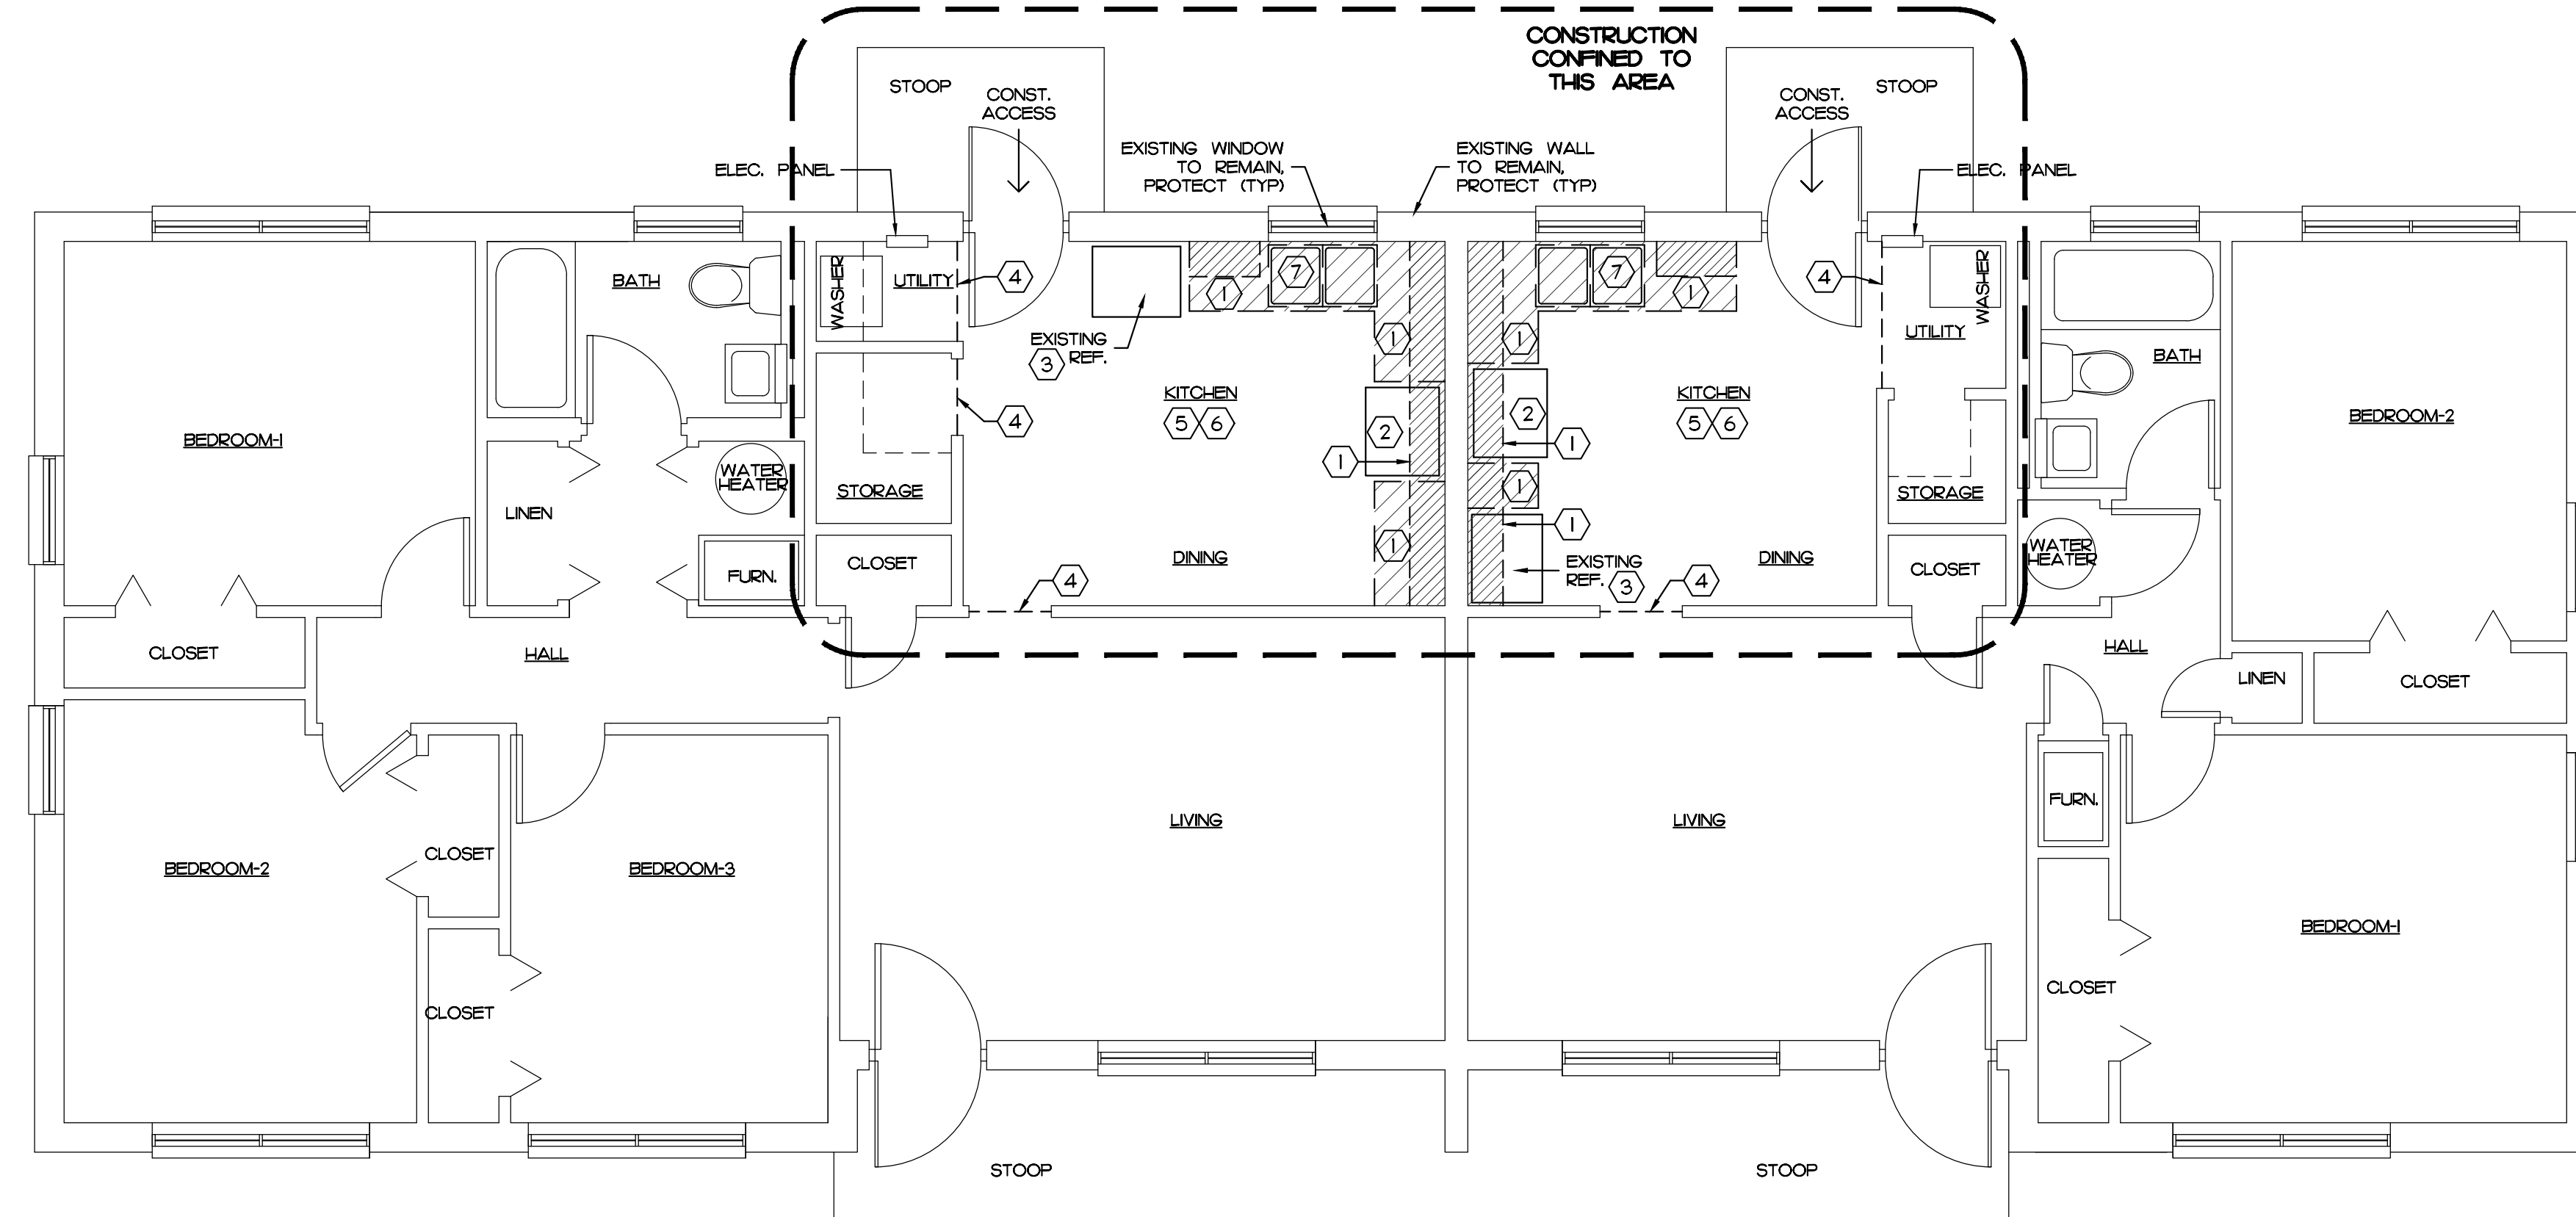 CONSTRUCTION
CONFINED TO
THIS AREA
STOOP
CONST.
ACCESS
CONST.
ACCESS
STOOP
EXISTING WINDOW
TO REMAIN,
PROTECT (TYP)
EXISTING WALL
TO REMAIN,
PROTECT (TYP)
ELEC. PANEL
ELEC. PANEL
BEDROOM-1
BATH
WASHER
UTILITY
4
EXISTING
3 REF.
1
7
1
4
STORAGE
KITCHEN
5 6
2
1
1
DINING
4
CLOSET
LINEN
WATER
HEATER
FURN.
CLOSET
HALL
7
1
1
2
1
1
1
EXISTING
REF. 3
4
KITCHEN
5 6
DINING
4
UTILITY
WASHER
STORAGE
CLOSET
BATH
WATER
HEATER
BEDROOM-2
HALL
LINEN
CLOSET
BEDROOM-2
CLOSET
CLOSET
BEDROOM-3
LIVING
LIVING
FURN.
CLOSET
BEDROOM-1
STOOP
STOOP